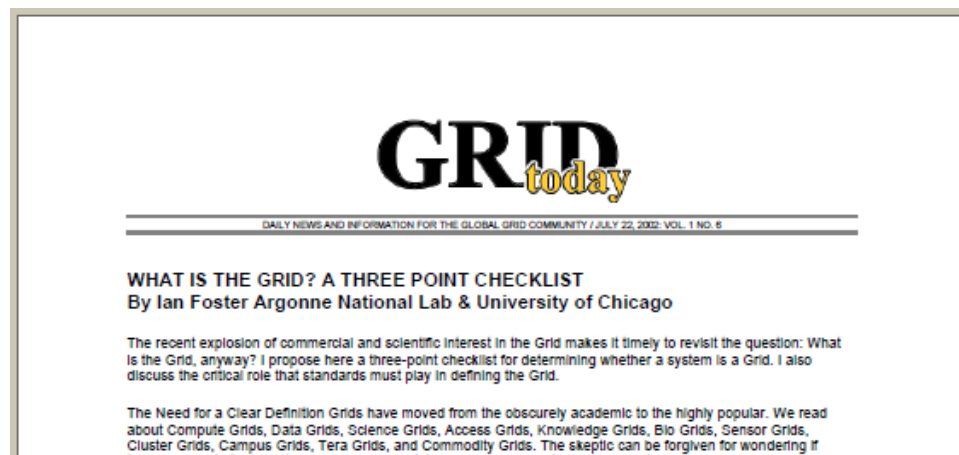 GRID
today
DAILY NEWS AND INFORMATION FOR THE GLOBAL GRID COMMUNITY / JULY 22, 2002: VOL. 1 NO. 6
WHAT IS THE GRID? A THREE POINT CHECKLIST
By Ian Foster Argonne National Lab & University of Chicago
The recent explosion of commercial and scientific interest in the Grid makes it timely to revisit the question: What
is the Grid, anyway? I propose here a three-point checklist for determining whether a system is a Grid. I also
discuss the critical role that standards must play in defining the Grid.
The Need for a Clear Definition Grids have moved from the obscurely academic to the highly popular. We read
about Compute Grids, Data Grids, Science Grids, Access Grids, Knowledge Grids, Bio Grids, Sensor Grids,
Cluster Grids, Campus Grids, Tera Grids, and Commodity Grids. The skeptic can be forgiven for wondering if